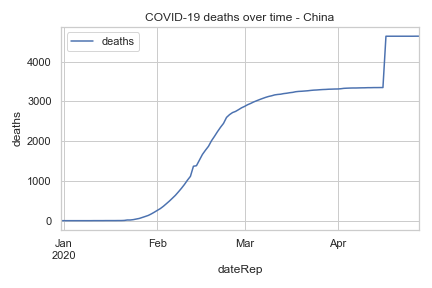 COVID-19 deaths over time - China
deaths
deaths
4000
3000
2000
1000
0
Jan
2020
Feb
Mar
Apr
dateRep